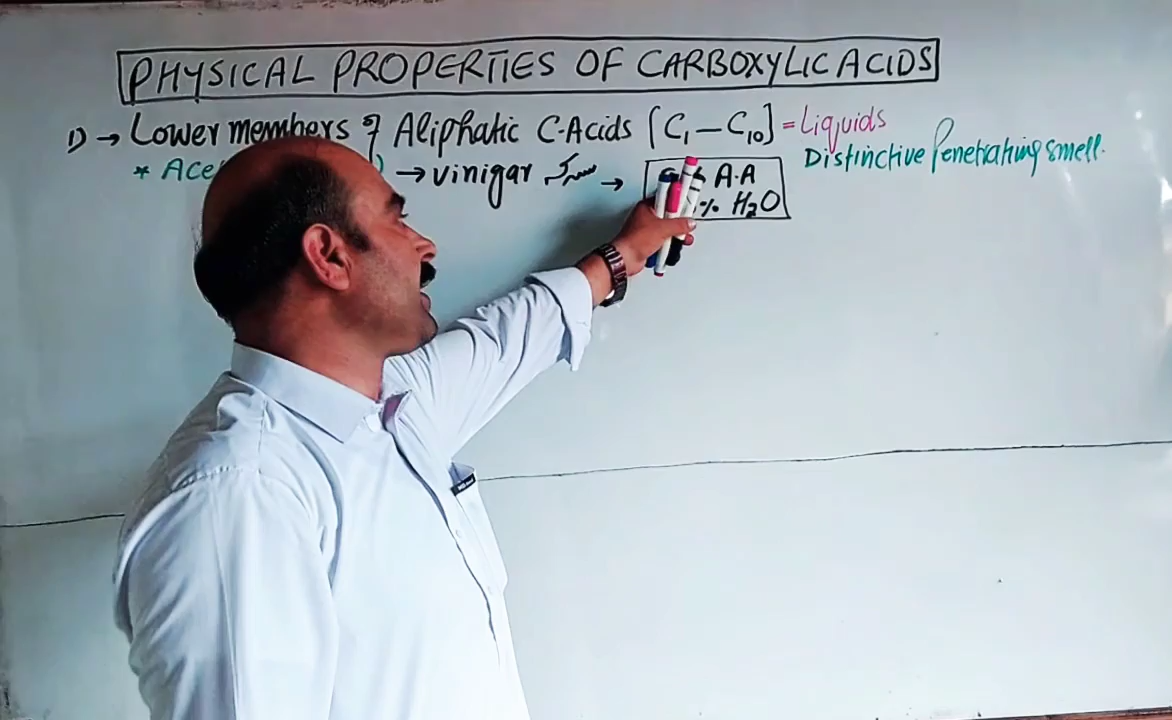 PHYSICAL PROPERTIES OF CARBOXYLIC ACIDS
1) → Lower members of Aliphatic C-Acids [C₁ – C₁₀] = Liquids
Distinctive Penetrating smell.
* Ace ) → vinigar سرکہ → A.A
% H₂O